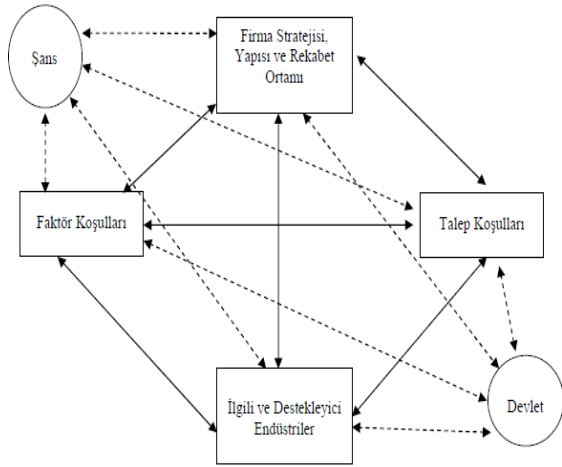 Şans
Firma Stratejisi,
Yapısı ve Rekabet
Ortamı
Faktör Koşulları
Talep Koşulları
İlgili ve Destekleyici
Endüstriler
Devlet